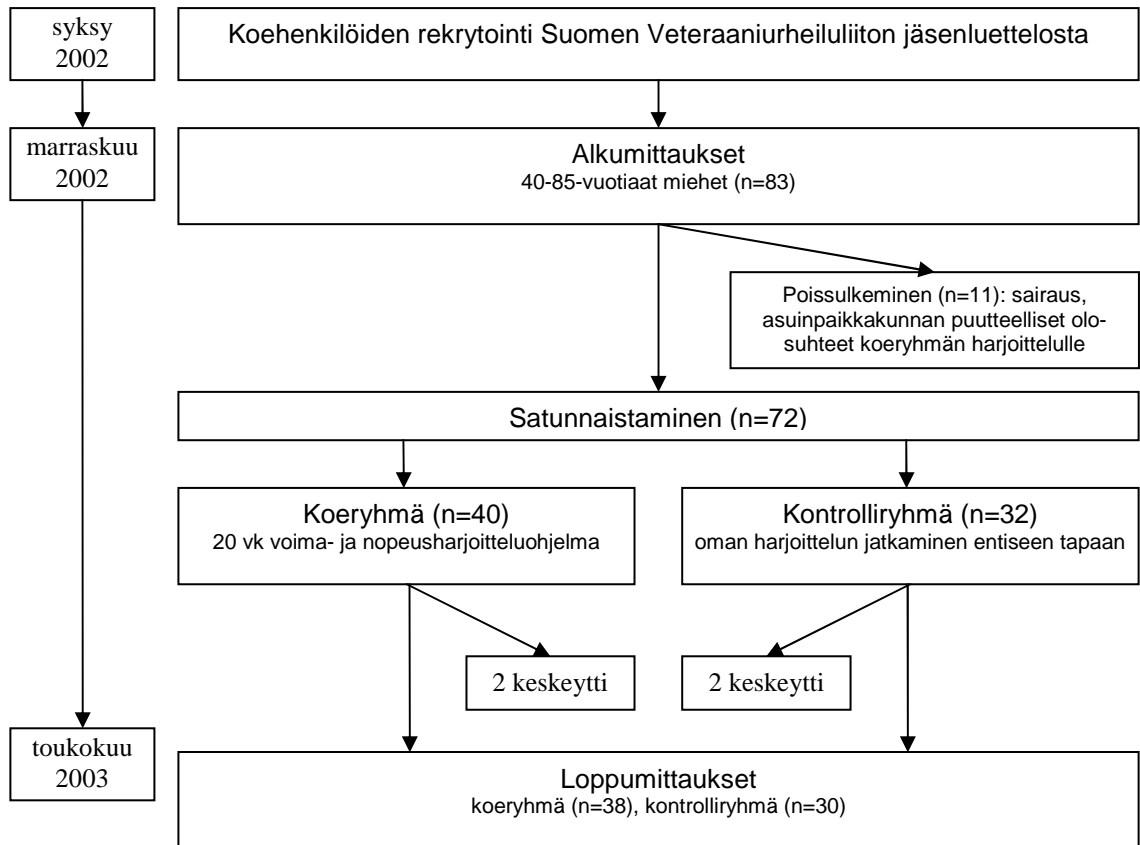 syksy
2002
Koehenkilöiden rekrytointi Suomen Veteraaniurheiluliiton jäsenluettelosta
marraskuu
2002
Alkumittaukset
40-85-vuotiaat miehet (n=83)
Poissulkeminen (n=11): sairaus,
asuinpaikkakunnan puutteelliset olo-
suhteet koeryhmän harjoittelulle
Satunnaistaminen (n=72)
Koeryhmä (n=40)
20 vk voima- ja nopeusharjoitteluohjelma
Kontrolliryhmä (n=32)
oman harjoittelun jatkaminen entiseen tapaan
2 keskeytti
2 keskeytti
toukokuu
2003
Loppumittaukset
koeryhmä (n=38), kontrolliryhmä (n=30)